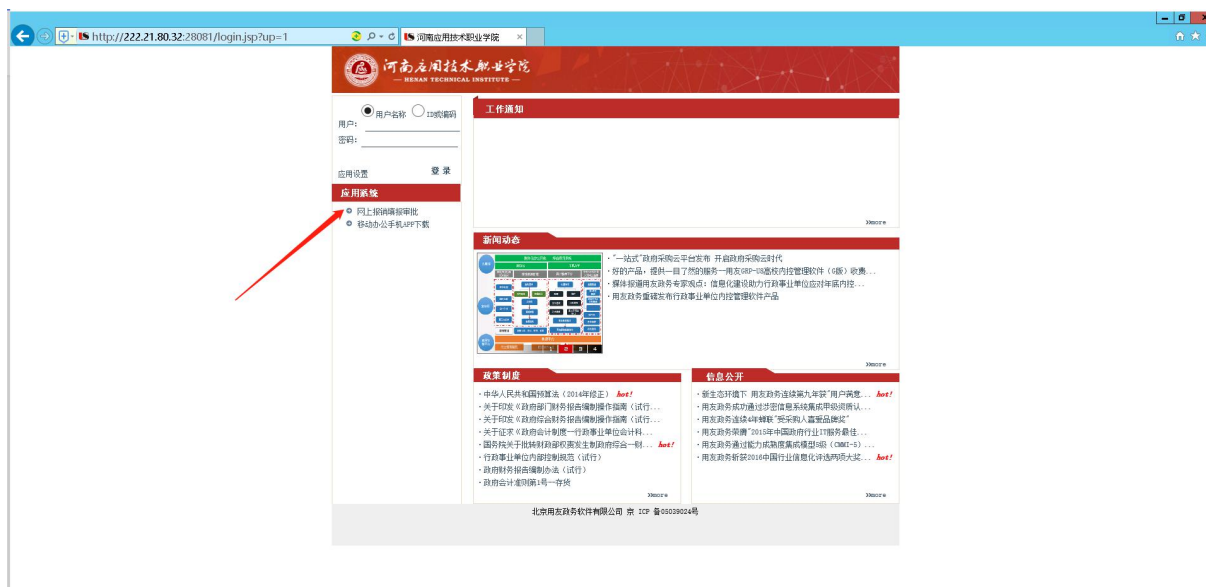 http://222.21.80.32:28081/login.jsp?up=1
河南应用技术职业学院
河南应用技术职业学院
— HENAN TECHNICAL INSTITUTE —
用户名称 ID或编码
用户:
密码:
应用设置 登 录
应用系统
网上报销填报审批
移动办公手机APP下载
工作通知
»more
新闻动态
·"一站式"政府采购云平台发布 开启政府采购云时代
·好的产品，提供一目了然的服务—用友GRP-U8高校内控管理软件（G版）收费...
·媒体报道用友政务专家观点：信息化建设助力行政事业单位应对年底内控...
·用友政务重磅发布行政事业单位内控管理软件产品
1 2 3 4
»more
政策制度
·中华人民共和国预算法（2014年修正） hot!
·关于印发《政府部门财务报告编制操作指南（试行...
·关于印发《政府综合财务报告编制操作指南（试行...
·关于征求《政府会计制度—行政事业单位会计科...
·国务院关于批转财政部权责发生制政府综合—财... hot!
·行政事业单位内部控制规范（试行）
·政府财务报告编制办法（试行）
·政府会计准则第1号—存货
»more
信息公开
·新生态环境下 用友政务连续第九年获"用户满意... hot!
·用友政务成功通过涉密信息系统集成甲级资质认...
·用友政务连续4年蝉联"受采购人喜爱品牌奖"
·用友政务荣膺"2015年中国政府行业IT服务最佳...
·用友政务通过能力成熟度集成模型5级（CMMI-5）...
·用友政务斩获2016中国行业信息化评选两项大奖... hot!
»more
北京用友政务软件有限公司 京 ICP 备05039024号